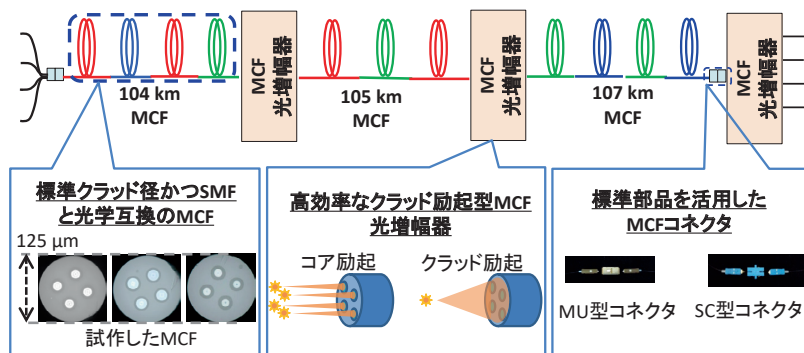 104 km
MCF
MCF
光増幅器
105 km
MCF
MCF
光増幅器
107 km
MCF
MCF
光増幅器
標準クラッド径かつSMF
と光学互換のMCF
125 μm
試作したMCF
高効率なクラッド励起型MCF
光増幅器
コア励起
クラッド励起
標準部品を活用した
MCFコネクタ
MU型コネクタ
SC型コネクタ